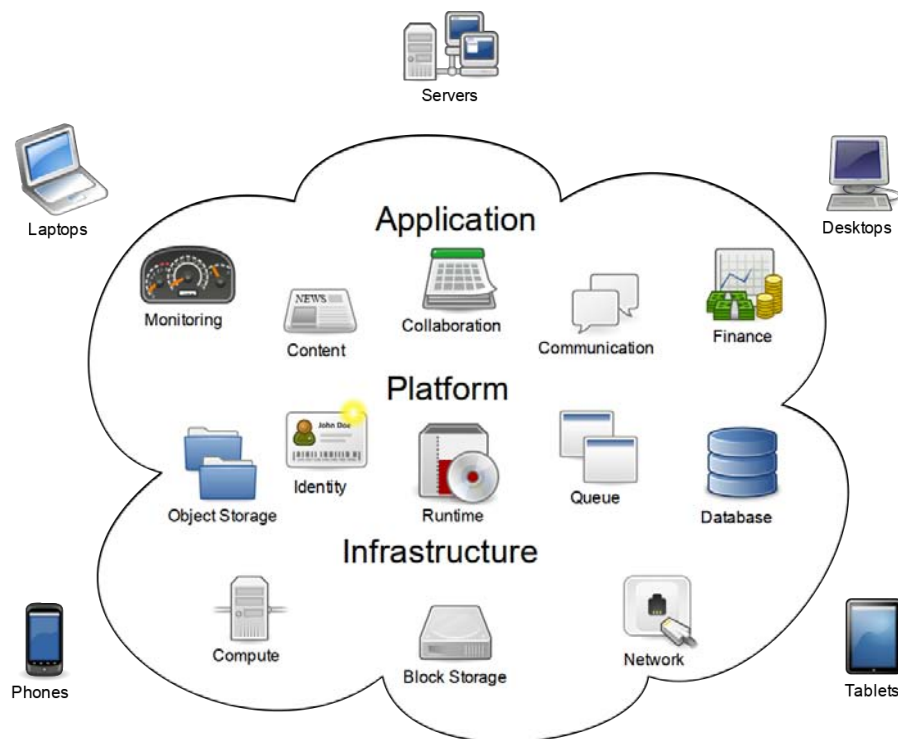 Servers
Laptops
Desktops
Application
Monitoring
NEWS
Content
Collaboration
Communication
Finance
Platform
John Doe
Object Storage
Identity
Runtime
Queue
Database
Infrastructure
Compute
Block Storage
Network
Phones
Tablets